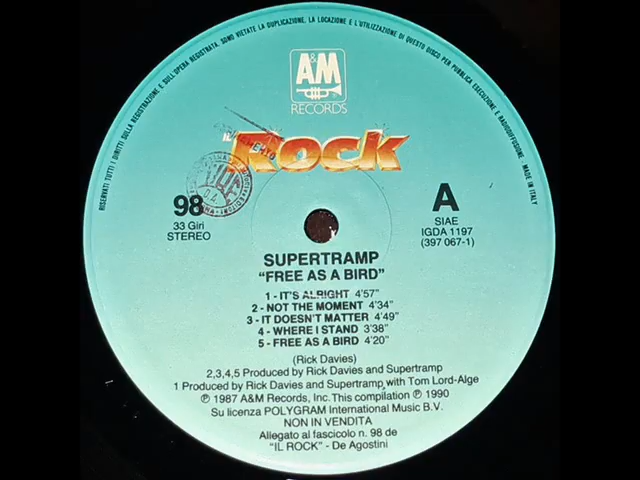 RISERVATI TUTTI I DIRITTI SULLA REGISTRAZIONE E SUL DISCO REGISTRATA. SONO VIETATE LA DUPLICAZIONE, LA LOCAZIONE E L'UTILIZZAZIONE DI QUESTO DISCO PER PUBBLICA ESECUZIONE E RADIODIFFUSIONE. MADE IN ITALY
A&M
RECORDS
IL ROCK
98
33 Giri
STEREO
A
SIAE
IGDA 1197
(397 067-1)
SUPERTRAMP
"FREE AS A BIRD"
1 - IT'S ALRIGHT 4'57"
2 - NOT THE MOMENT 4'34"
3 - IT DOESN'T MATTER 4'49"
4 - WHERE I STAND 3'38"
5 - FREE AS A BIRD 4'20"
(Rick Davies)
2,3,4,5 Produced by Rick Davies and Supertramp
1 Produced by Rick Davies and Supertramp with Tom Lord-Alge
Ⓟ 1987 A&M Records, Inc. This compilation Ⓟ 1990
Su licenza POLYGRAM International Music B.V.
NON IN VENDITA
Allegato al fascicolo n. 98 de
"IL ROCK" - De Agostini